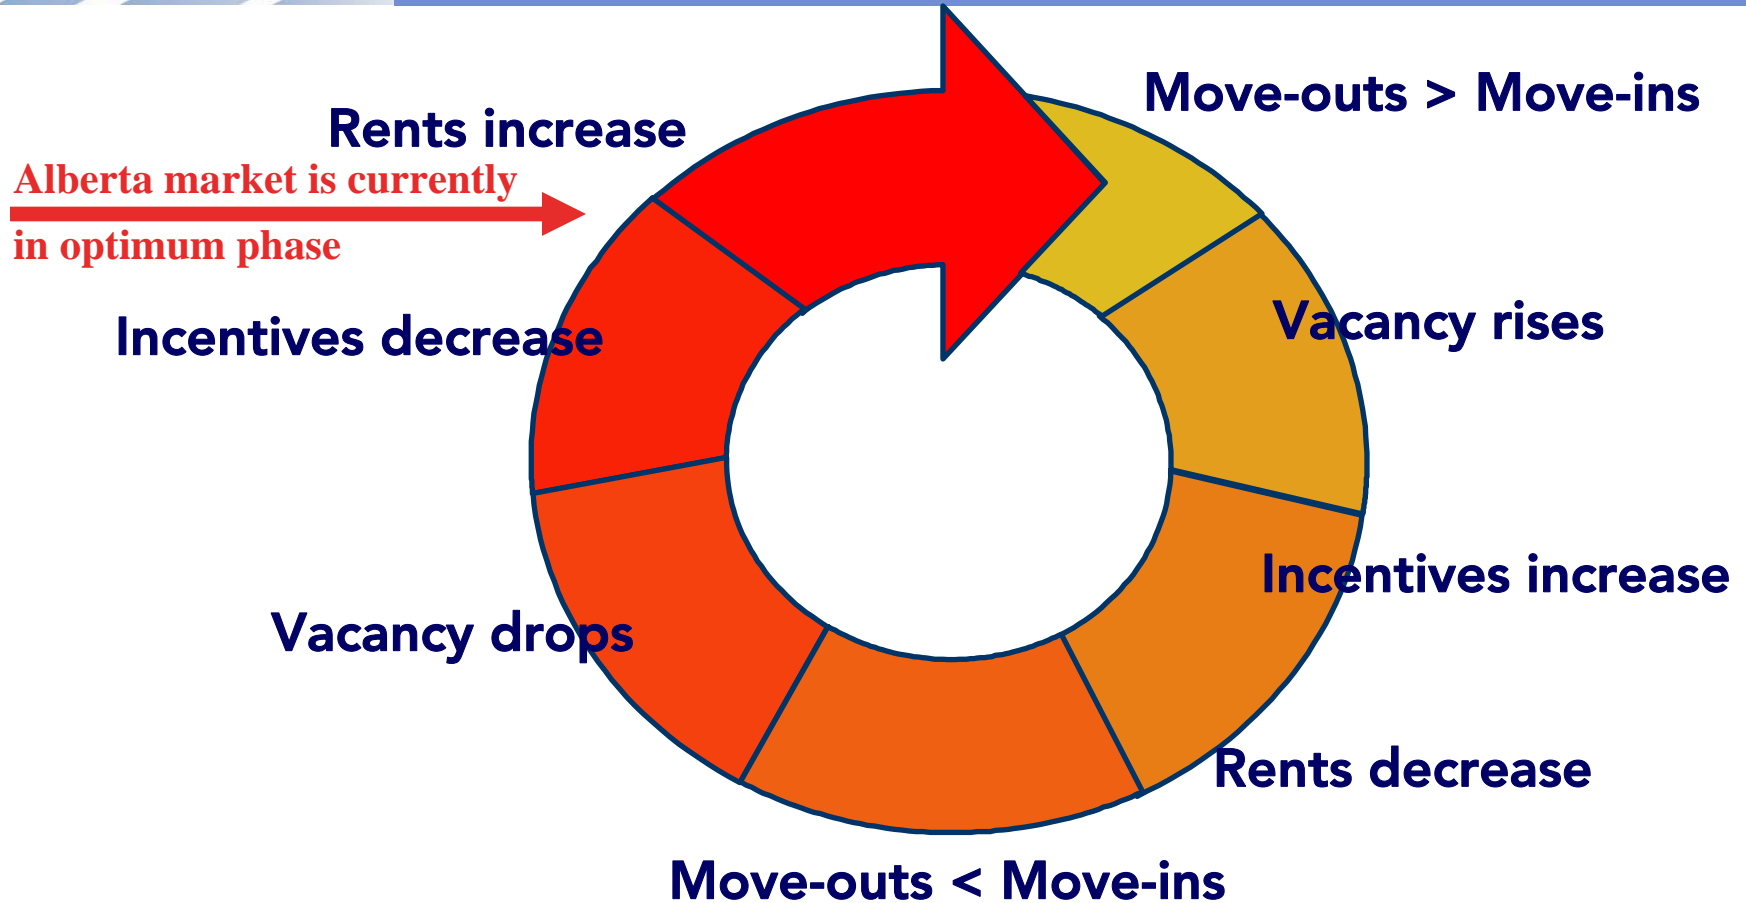 Move-outs > Move-ins
Rents increase
Alberta market is currently
in optimum phase
Vacancy rises
Incentives decrease
Incentives increase
Vacancy drops
Rents decrease
Move-outs < Move-ins